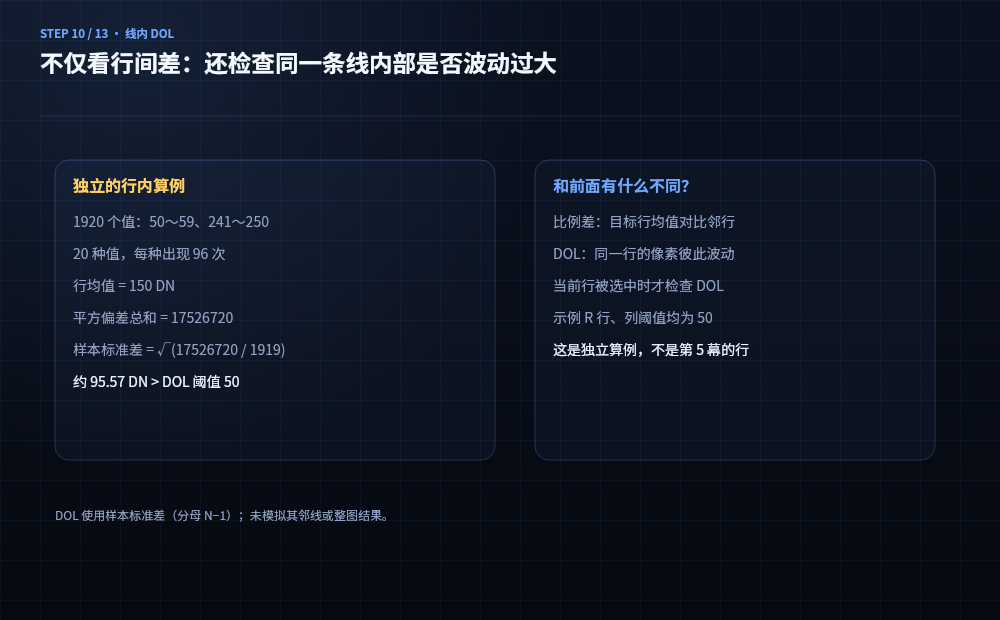 STEP 10 / 13 · 线内 DOL
不仅看行间差：还检查同一条线内部是否波动过大
独立的行内算例
1920 个值：50～59、241～250
20 种值，每种出现 96 次
行均值 = 150 DN
平方偏差总和 = 17526720
样本标准差 = √(17526720 / 1919)
约 95.57 DN > DOL 阈值 50
和前面有什么不同？
比例差：目标行均值对比邻行
DOL：同一行的像素彼此波动
当前行被选中时才检查 DOL
示例 R 行、列阈值均为 50
这是独立算例，不是第 5 幕的行
DOL 使用样本标准差（分母 N−1）；未模拟其邻线或整图结果。